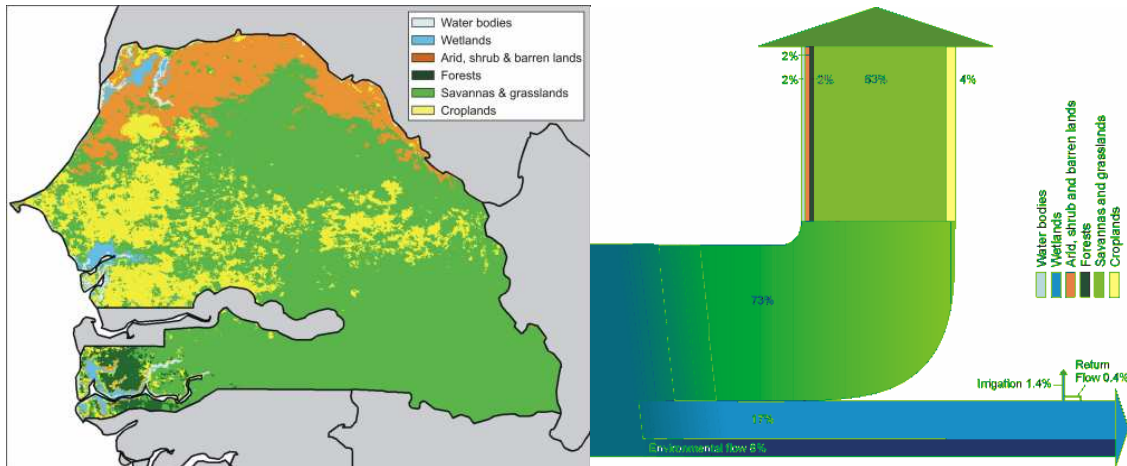 Water bodies
Wetlands
Arid, shrub & barren lands
Forests
Savannas & grasslands
Croplands
2%
2%
2%
63%
4%
73%
Water bodies
Wetlands
Arid, shrub and barren lands
Forests
Savannas and grasslands
Croplands
Return
Flow 0.4%
Irrigation 1.4%
17%
Environmental flow 8%